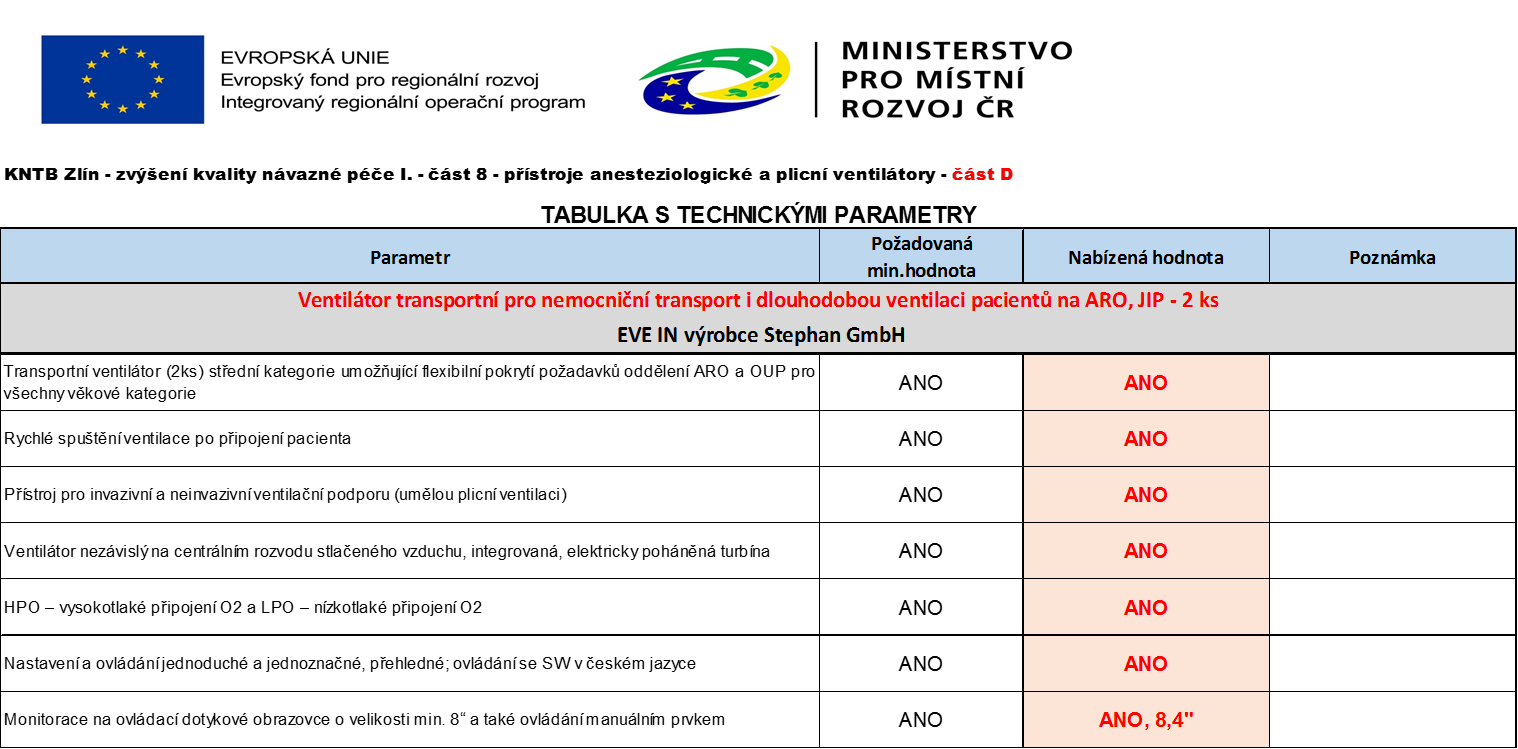 EVROPSKÁ UNIE
Evropský fond pro regionální rozvoj
Integrovaný regionální operační program
MINISTERSTVO
PRO MÍSTNÍ
ROZVOJ ČR
KNTB Zlín - zvýšení kvality návazné péče I. - část 8 - přístroje anesteziologické a plicní ventilátory - část D
TABULKA S TECHNICKÝMI PARAMETRY
Parametr
Požadovaná
min.hodnota
Nabízená hodnota
Poznámka
Ventilátor transportní pro nemocniční transport i dlouhodobou ventilaci pacientů na ARO, JIP - 2 ks
EVE IN výrobce Stephan GmbH
Transportní ventilátor (2ks) střední kategorie umožňující flexibilní pokrytí požadavků oddělení ARO a OUP pro
všechny věkové kategorie
ANO
ANO
Rychlé spuštění ventilace po připojení pacienta
ANO
ANO
Přístroj pro invazivní a neinvazivní ventilační podporu (umělou plicní ventilaci)
ANO
ANO
Ventilátor nezávislý na centrálním rozvodu stlačeného vzduchu, integrovaná, elektricky poháněná turbína
ANO
ANO
HPO – vysokotlaké připojení O2 a LPO – nízkotlaké připojení O2
ANO
ANO
Nastavení a ovládání jednoduché a jednoznačné, přehledné; ovládání se SW v českém jazyce
ANO
ANO
Monitorace na ovládací dotykové obrazovce o velikosti min. 8“ a také ovládání manuálním prvkem
ANO
ANO, 8,4"